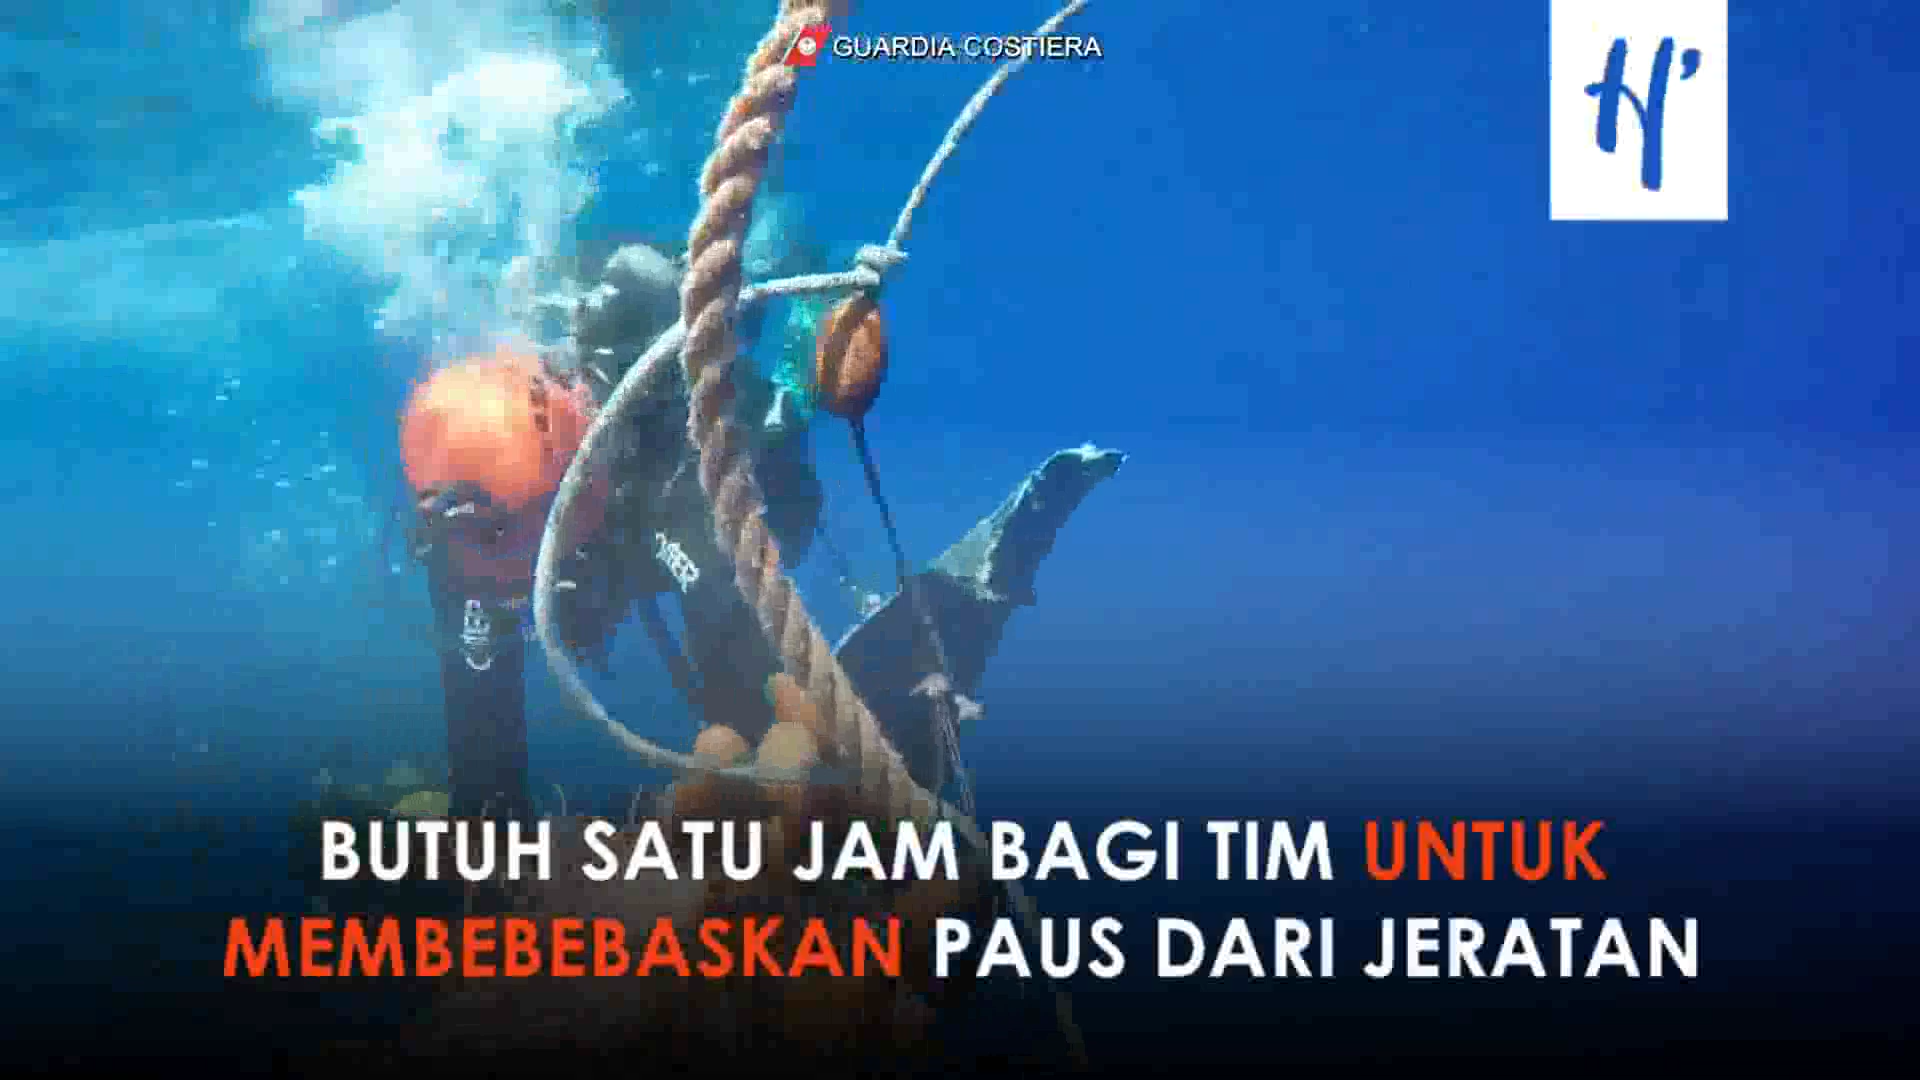 GUARDIA COSTIERA
H'
BUTUH SATU JAM BAGI TIM UNTUK
MEMBEBEBASKAN PAUS DARI JERATAN